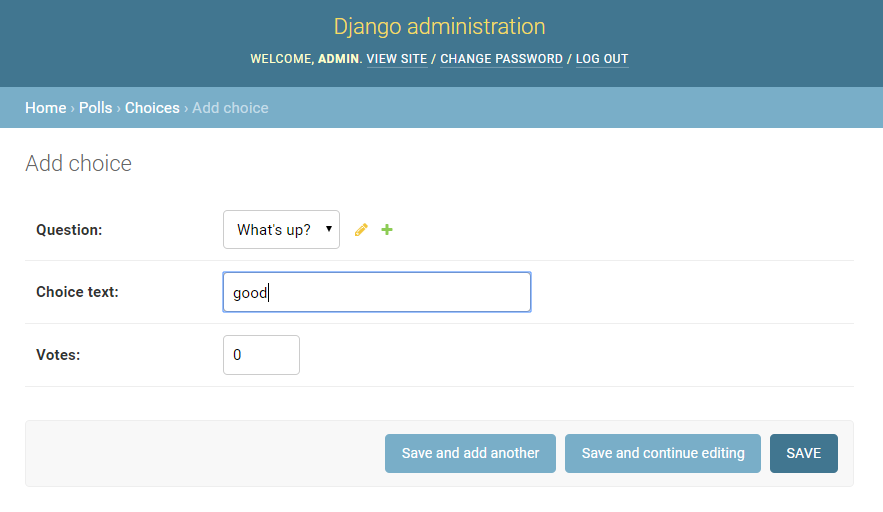 Django administration
WELCOME, ADMIN. VIEW SITE / CHANGE PASSWORD / LOG OUT
Home › Polls › Choices › Add choice
Add choice
Question: What's up?
Choice text: good
Votes: 0
Save and add another Save and continue editing SAVE